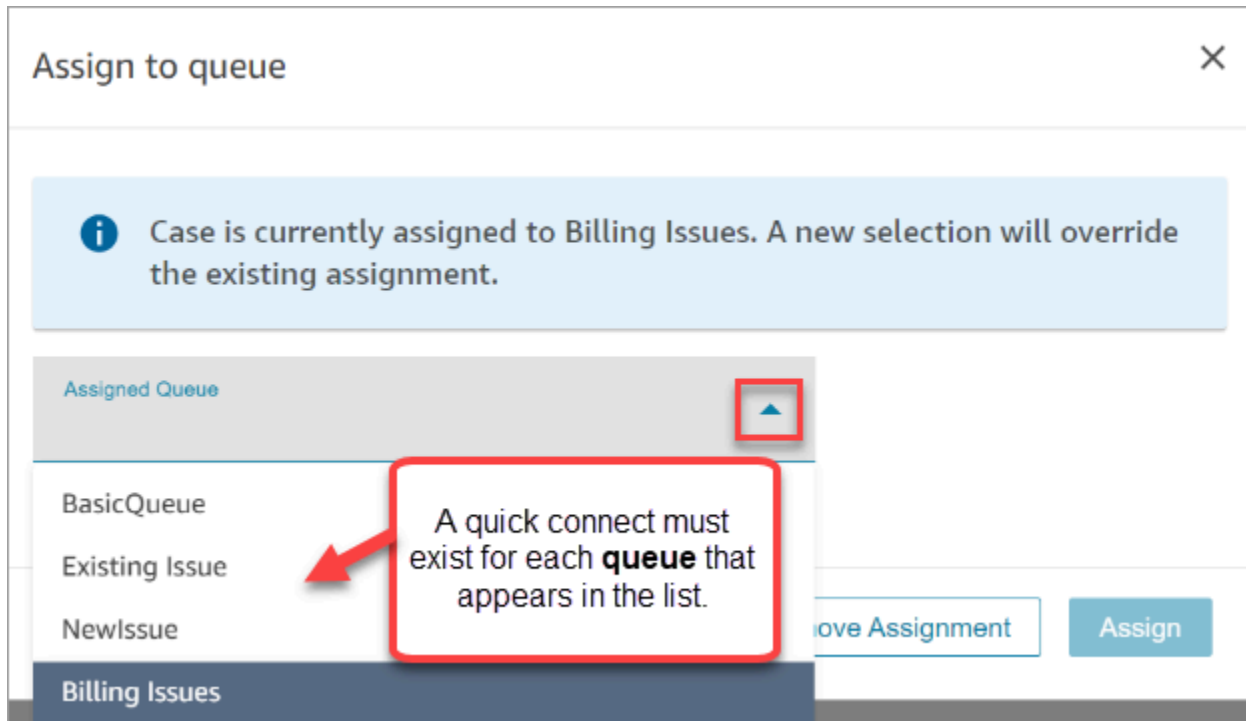 Assign to queue
Case is currently assigned to Billing Issues. A new selection will override
the existing assignment.
Assigned Queue
BasicQueue
Existing Issue
NewIssue
Billing Issues
A quick connect must
exist for each queue that
appears in the list.
ove Assignment
Assign